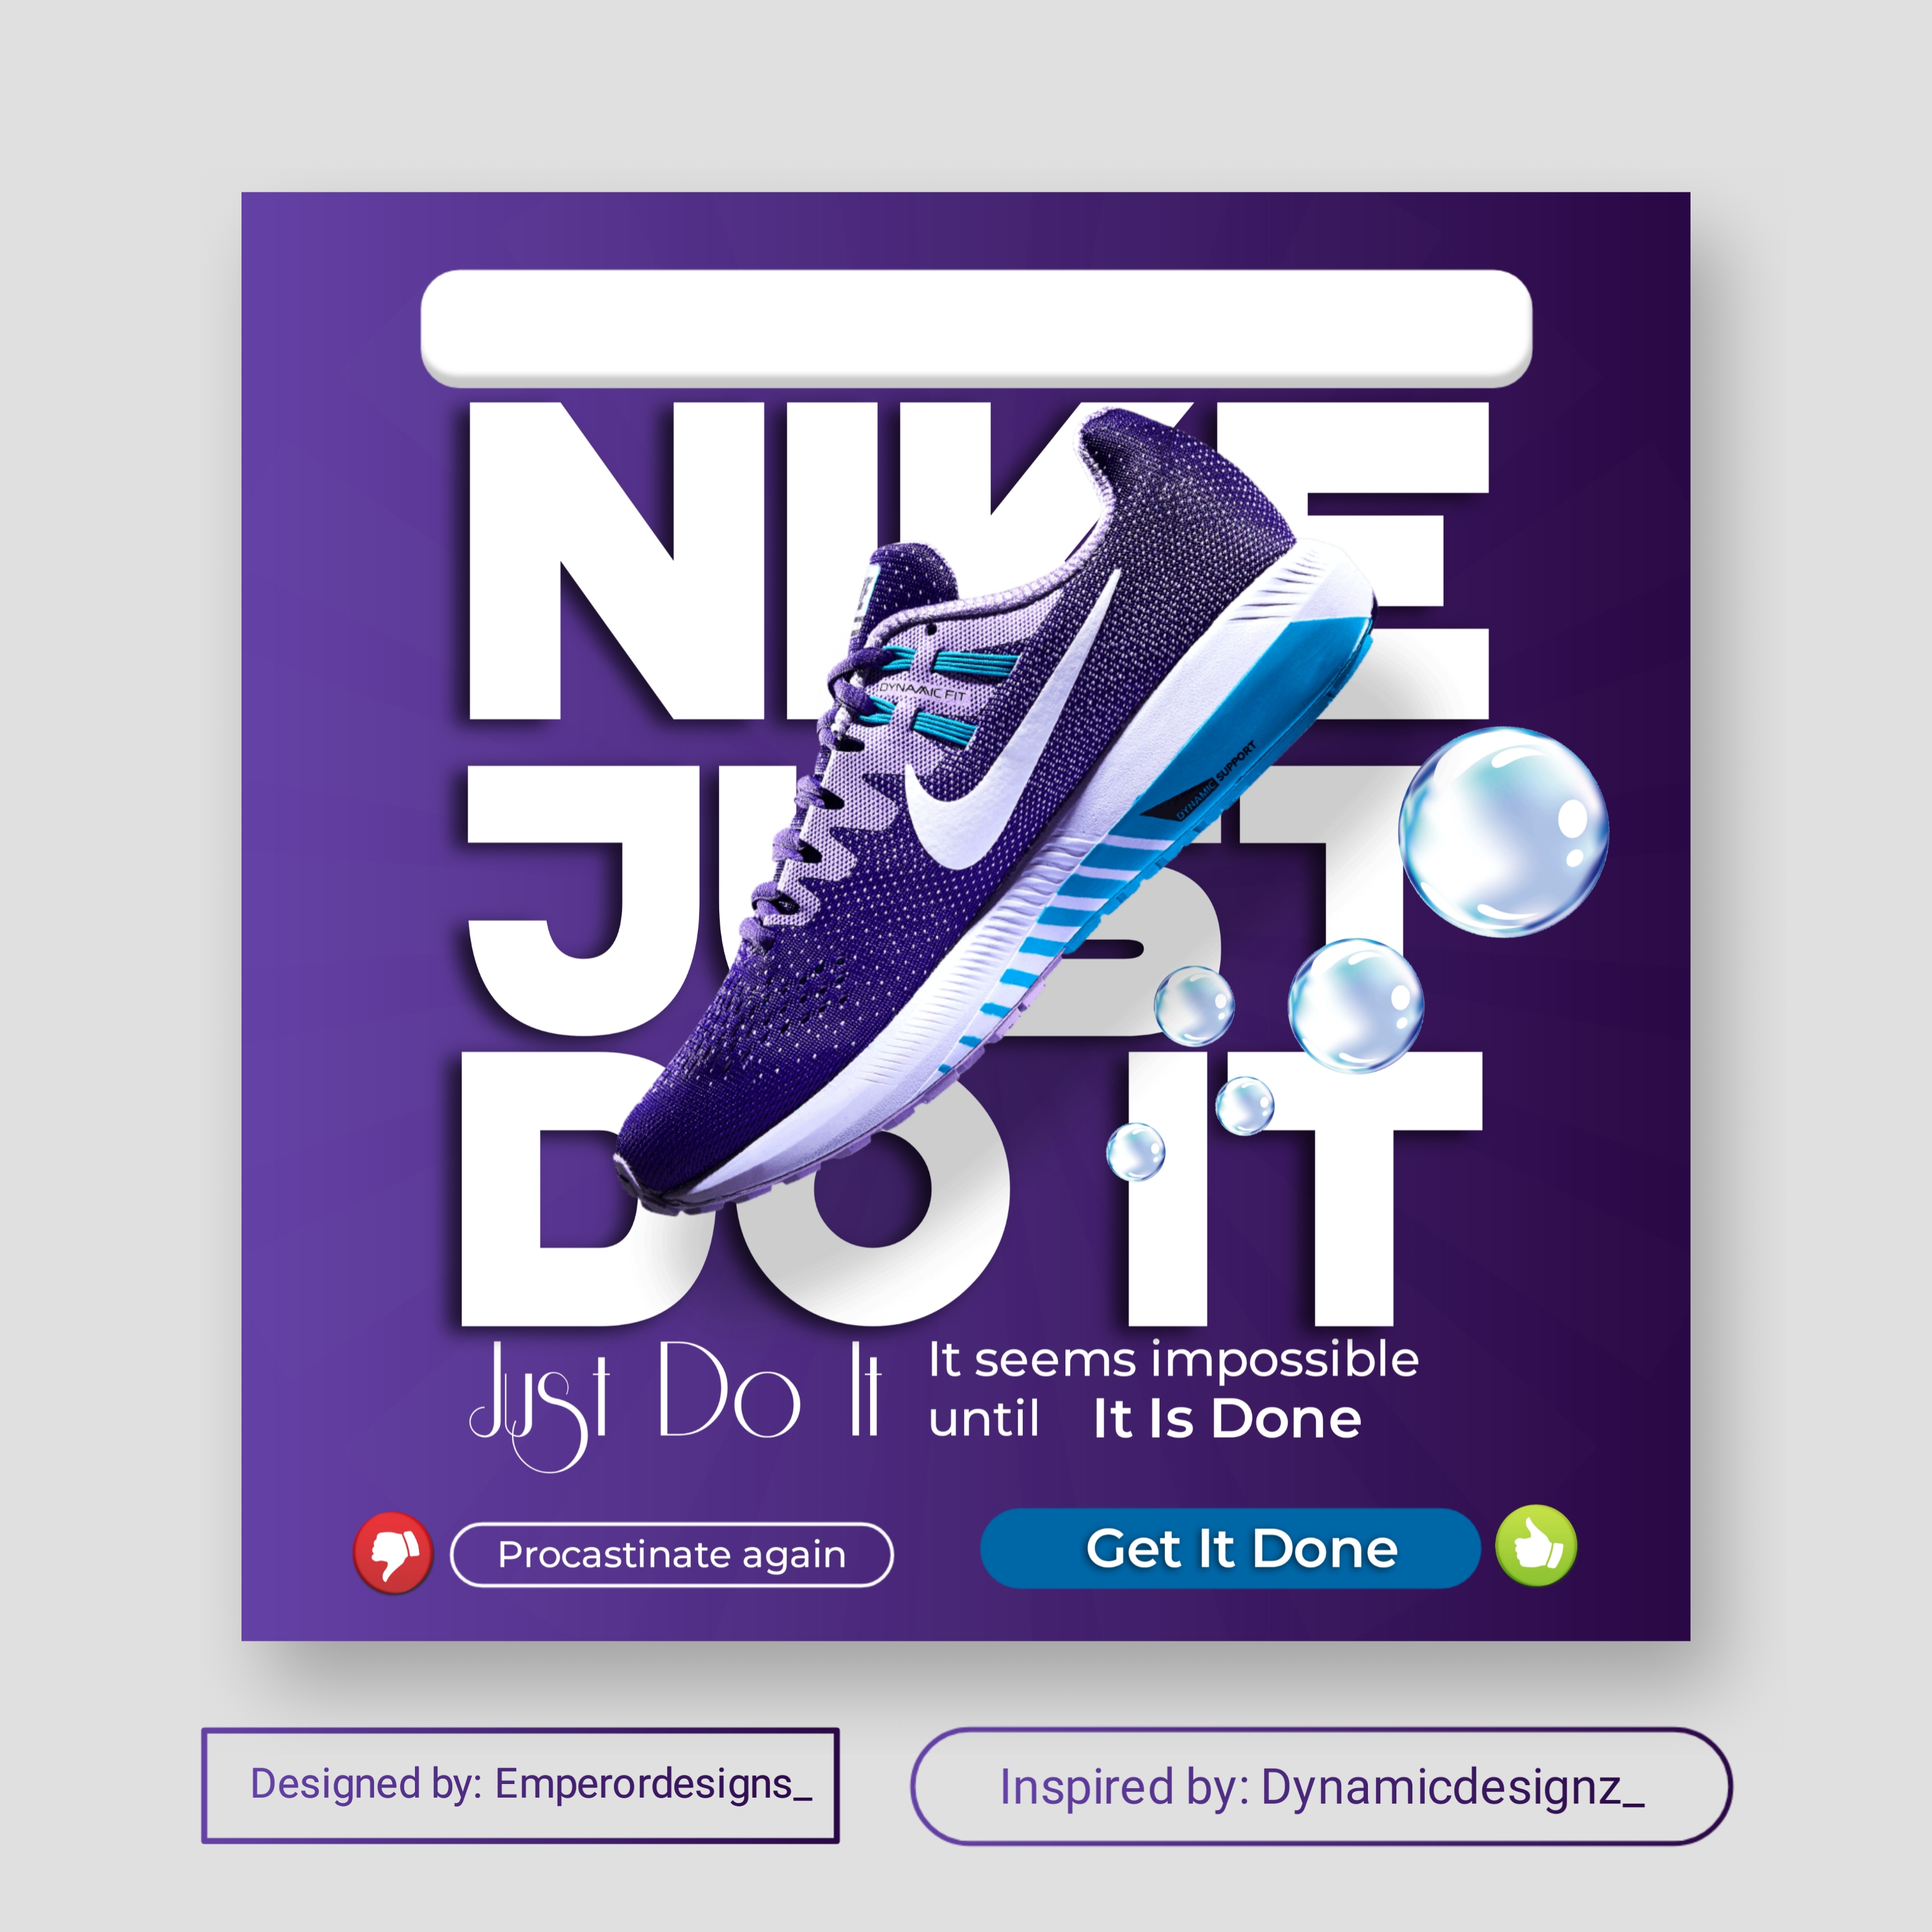 NIKE
JUST
DO IT
DYNAMIC FIT
DYNAMIC SUPPORT
Just Do It
It seems impossible
until It Is Done
Procastinate again
Get It Done
Designed by: Emperordesigns_
Inspired by: Dynamicdesignz_